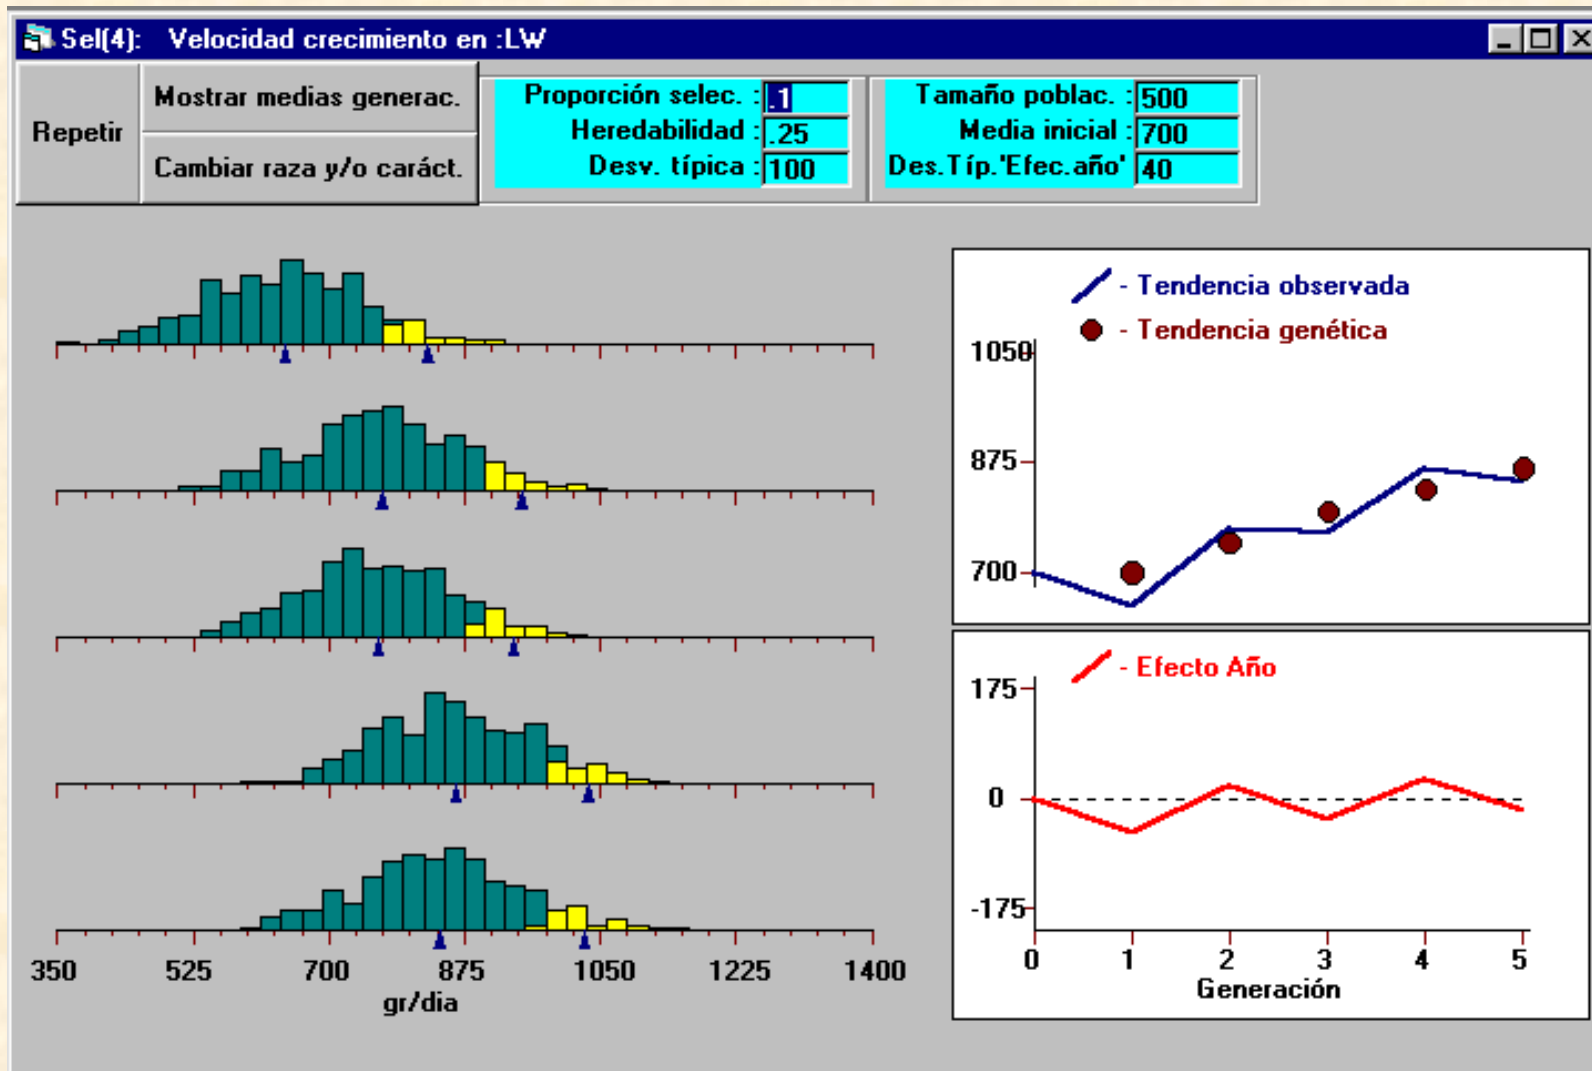 Sel(4): Velocidad crecimiento en :LW
Repetir
Mostrar medias generac.
Cambiar raza y/o caráct.
Proporción selec. : .1
Heredabilidad : .25
Desv. típica : 100
Tamaño poblac. : 500
Media inicial : 700
Des.Típ.'Efec.año' 40
350 525 700 875 1050 1225 1400
gr/dia
- Tendencia observada
- Tendencia genética
1050
875
700
- Efecto Año
175
0
-175
0 1 2 3 4 5
Generación